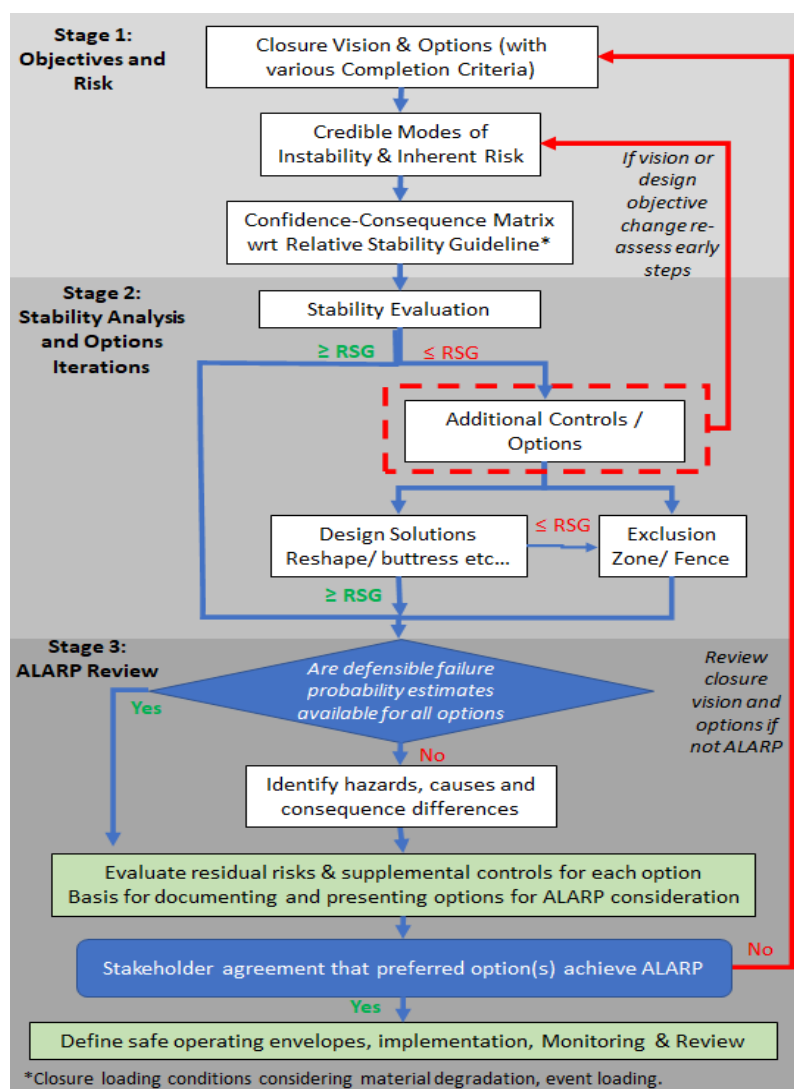 Stage 1:
Objectives and
Risk
Closure Vision & Options (with
various Completion Criteria)
Credible Modes of
Instability & Inherent Risk
If vision or
design
objective
change re-
assess early
steps
Confidence-Consequence Matrix
wrt Relative Stability Guideline*
Stage 2:
Stability Analysis
and Options
Iterations
Stability Evaluation
≥ RSG
≤ RSG
Additional Controls /
Options
Design Solutions
Reshape/ buttress etc...
≤ RSG
Exclusion
Zone/ Fence
≥ RSG
Stage 3:
ALARP Review
Are defensible failure
probability estimates
available for all options
Review
closure
vision and
options if
not ALARP
Yes
No
Identify hazards, causes and
consequence differences
Evaluate residual risks & supplemental controls for each option
Basis for documenting and presenting options for ALARP consideration
Stakeholder agreement that preferred option(s) achieve ALARP
No
Yes
Define safe operating envelopes, implementation, Monitoring & Review
*Closure loading conditions considering material degradation, event loading.